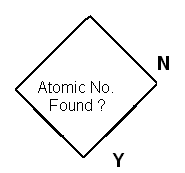 N
Atomic No.
Found ?
Y